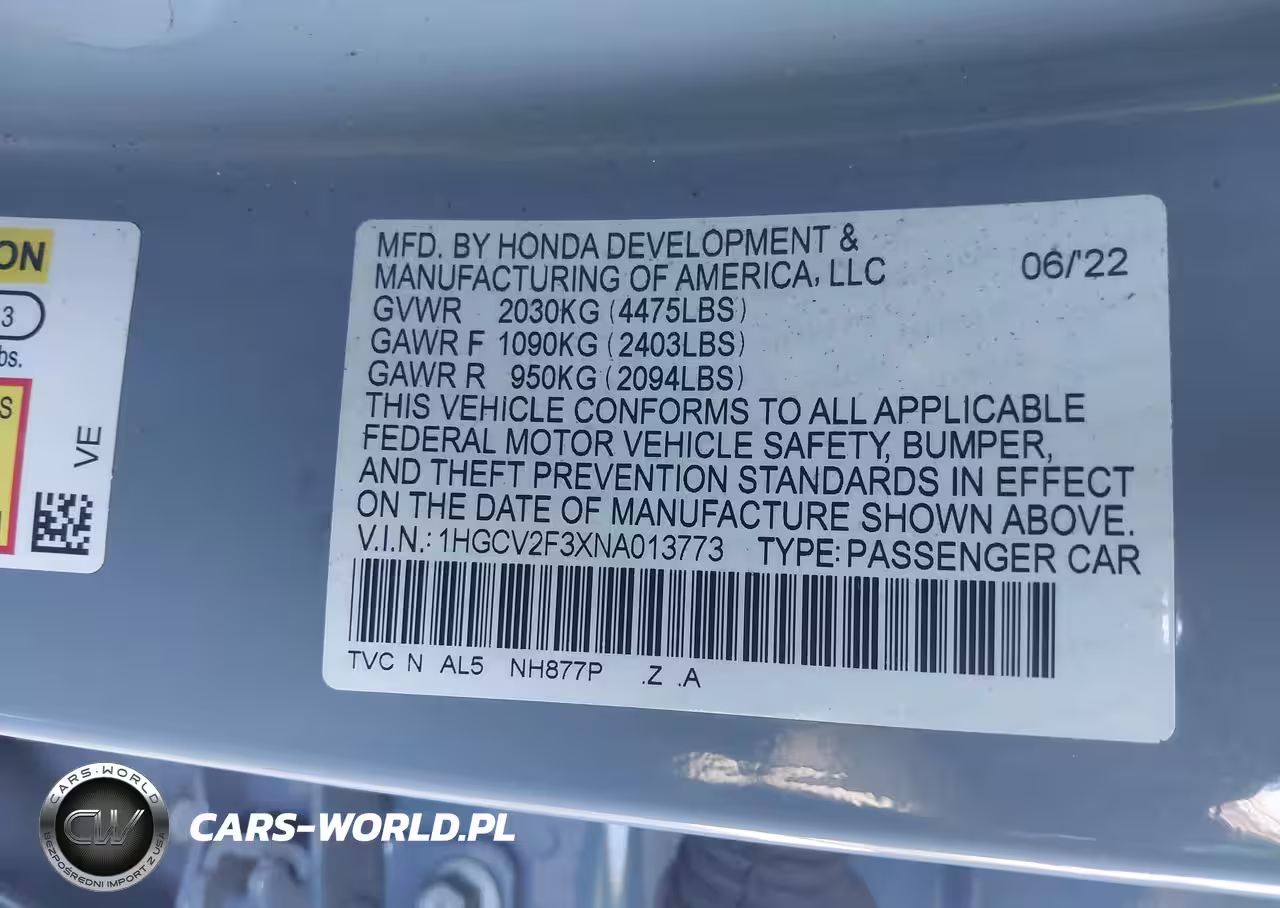 ON
3
bs.
S
VE
MFD. BY HONDA DEVELOPMENT &
MANUFACTURING OF AMERICA, LLC
06/'22
GVWR 2030KG (4475LBS)
GAWR F 1090KG (2403LBS)
GAWR R 950KG (2094LBS)
THIS VEHICLE CONFORMS TO ALL APPLICABLE
FEDERAL MOTOR VEHICLE SAFETY, BUMPER,
AND THEFT PREVENTION STANDARDS IN EFFECT
ON THE DATE OF MANUFACTURE SHOWN ABOVE.
V.I.N.: 1HGCV2F3XNA013773 TYPE: PASSENGER CAR
TVC N AL5 NH877P .Z .A
CARS-WORLD
CW
BEZPOŚREDNI IMPORT Z USA
CARS-WORLD.PL